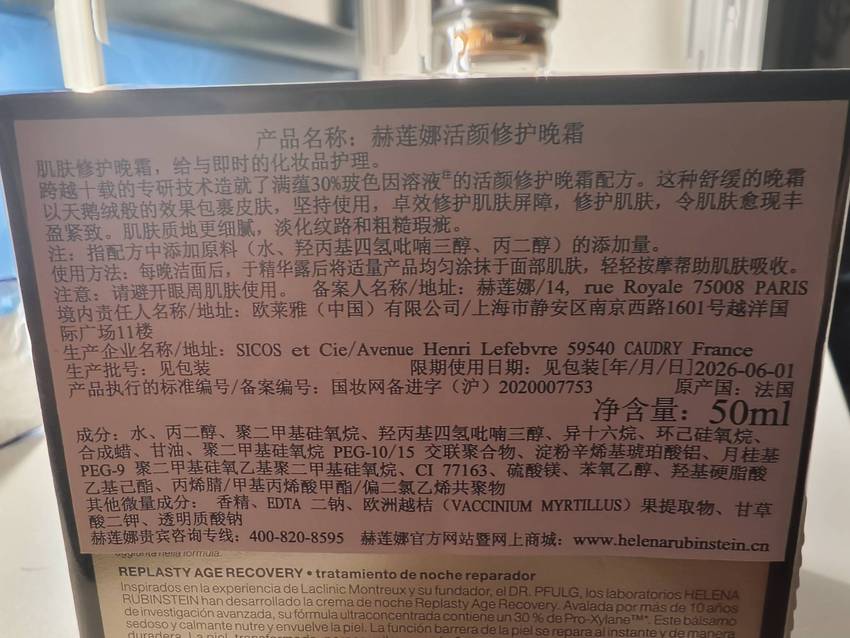 产品名称：赫莲娜活颜修护晚霜
肌肤修护晚霜，给与即时的化妆品护理。
跨越十载的专研技术造就了满蕴30%玻色因溶液注的活颜修护晚霜配方。这种舒缓的晚霜
以天鹅绒般的效果包裹皮肤，坚持使用，卓效修护肌肤屏障，修护肌肤，令肌肤愈现丰
盈紧致。肌肤质地更细腻，淡化纹路和粗糙瑕疵。
注：指配方中添加原料（水、羟丙基四氢吡喃三醇、丙二醇）的添加量。
使用方法：每晚洁面后，于精华露后将适量产品均匀涂抹于面部肌肤，轻轻按摩帮助肌肤吸收。
注意：请避开眼周肌肤使用。 备案人名称/地址：赫莲娜/14, rue Royale 75008 PARIS
境内责任人名称/地址：欧莱雅（中国）有限公司/上海市静安区南京西路1601号越洋国
际广场11楼
生产企业名称/地址：SICOS et Cie/Avenue Henri Lefebvre 59540 CAUDRY France
生产批号：见包装 限期使用日期：见包装[年/月/日]2026-06-01
产品执行的标准编号/备案编号：国妆网备进字（沪）2020007753 原产国：法国
净含量：50ml
成分：水、丙二醇、聚二甲基硅氧烷、羟丙基四氢吡喃三醇、异十六烷、环己硅氧烷、
合成蜡、甘油、聚二甲基硅氧烷 PEG-10/15 交联聚合物、淀粉辛烯基琥珀酸铝、月桂基
PEG-9 聚二甲基硅氧乙基聚二甲基硅氧烷、CI 77163、硫酸镁、苯氧乙醇、羟基硬脂酸
乙基己酯、丙烯腈/甲基丙烯酸甲酯/偏二氯乙烯共聚物
其他微量成分：香精、EDTA 二钠、欧洲越桔（VACCINIUM MYRTILLUS）果提取物、甘草
酸二钾、透明质酸钠
赫莲娜贵宾咨询专线：400-820-8595 赫莲娜官方网站暨网上商城：www.helenarubinstein.cn
aggiunta nella formula.
REPLASTY AGE RECOVERY • tratamiento de noche reparador
Inspirados en la experiencia de Laclinic Montreux y su fundador, el DR. PFULG, los laboratorios HELENA
RUBINSTEIN han desarrollado la crema de noche Replasty Age Recovery. Avalada por más de 10 años
de investigación avanzada, su fórmula ultraconcentrada contiene un 30 % de Pro-Xylane™*. Este bálsamo
sedoso y calmante nutre y envuelve la piel. La función barrera de la piel se repara al instante y de manera
duradera. La piel